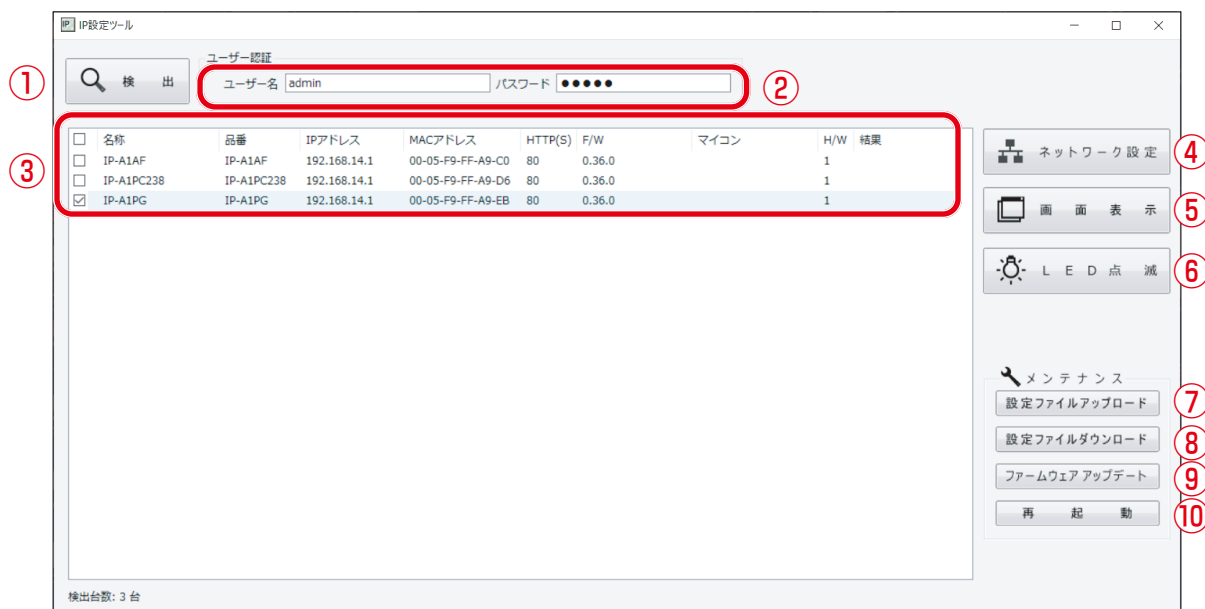 IP IP設定ツール
ユーザー認証
① 検出 ユーザー名 admin パスワード ●●●●● ②
③
名称 品番 IPアドレス MACアドレス HTTP(S) F/W マイコン H/W 結果
IP-A1AF IP-A1AF 192.168.14.1 00-05-F9-FF-A9-C0 80 0.36.0 1
IP-A1PC238 IP-A1PC238 192.168.14.1 00-05-F9-FF-A9-D6 80 0.36.0 1
IP-A1PG IP-A1PG 192.168.14.1 00-05-F9-FF-A9-EB 80 0.36.0 1
ネットワーク設定 ④
画面表示 ⑤
LED点滅 ⑥
メンテナンス
設定ファイルアップロード ⑦
設定ファイルダウンロード ⑧
ファームウェア アップデート ⑨
再起動 ⑩
検出台数: 3 台